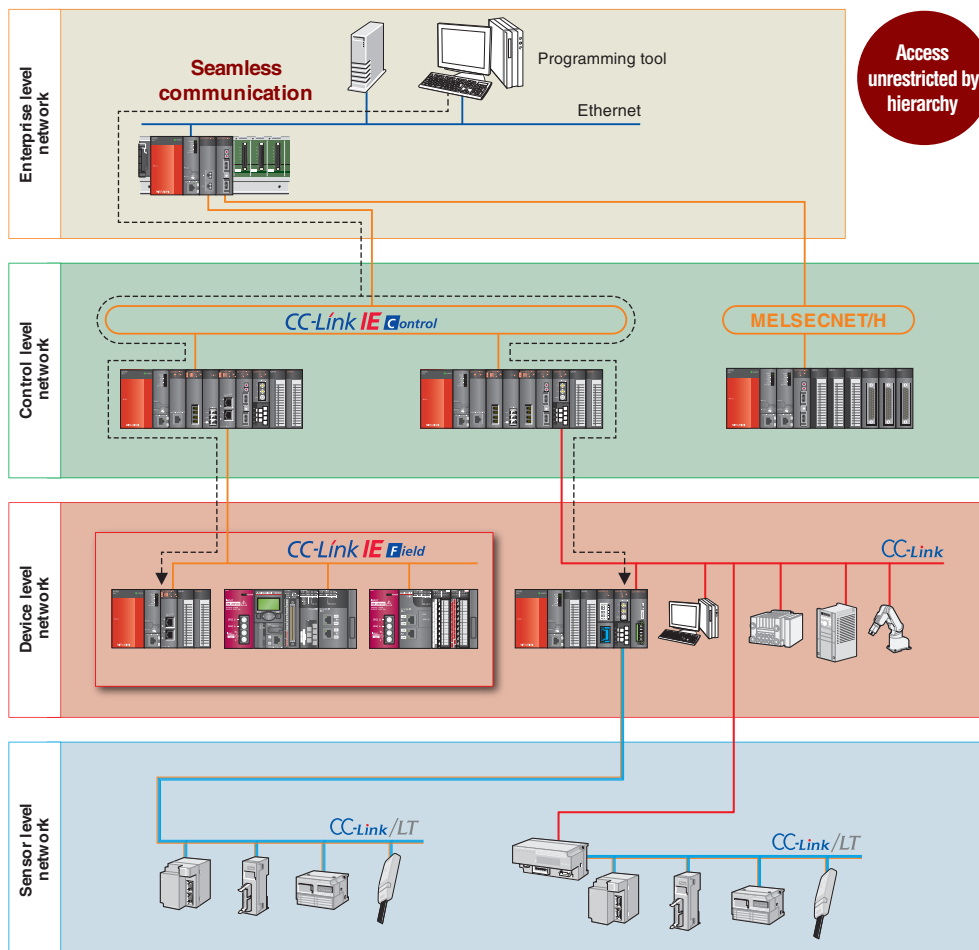 Enterprise level
network
Seamless
communication
Programming tool
Ethernet
Access
unrestricted by
hierarchy
Control level
network
CC-Link IE Control
MELSECNET/H
Device level
network
CC-Link IE Field
CC-Link
Sensor level
network
CC-Link/LT
CC-Link/LT